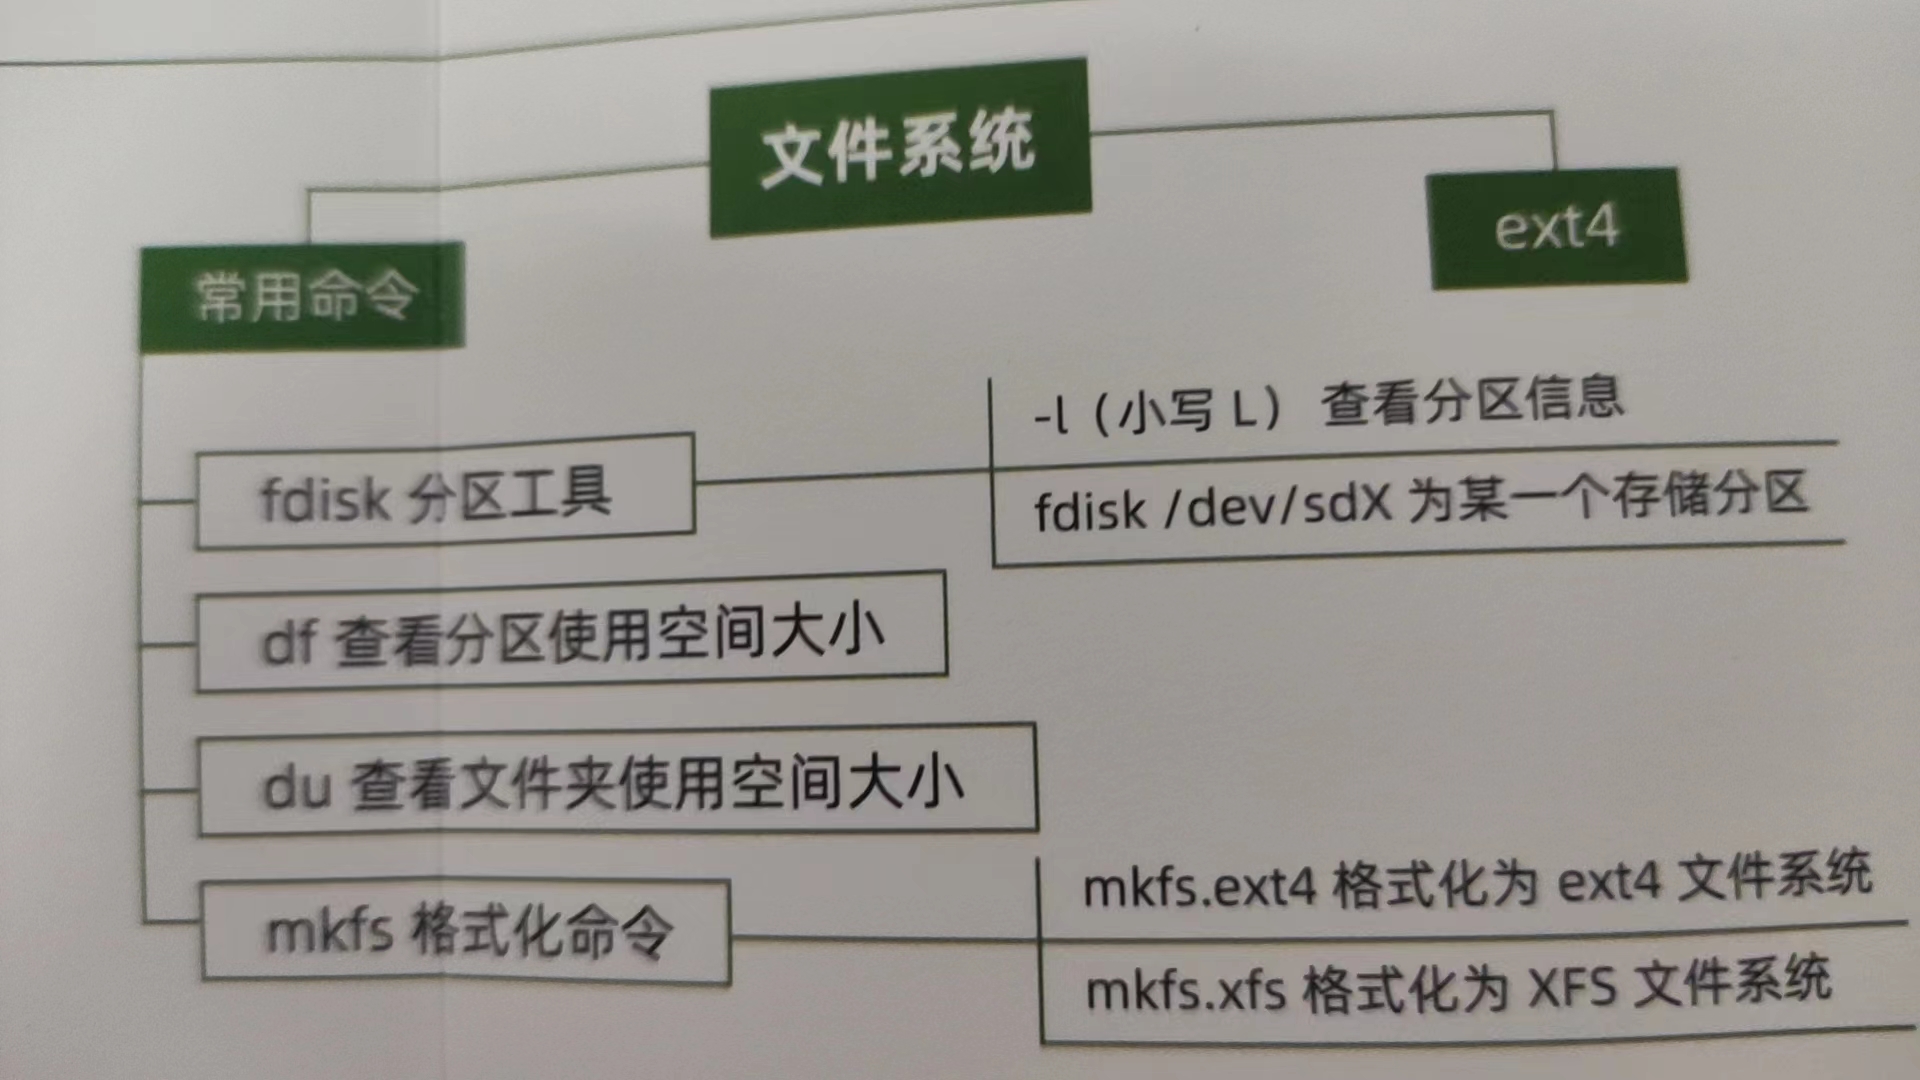 文件系统
ext4
常用命令
fdisk 分区工具
-l（小写 L） 查看分区信息
fdisk /dev/sdX 为某一个存储分区
df 查看分区使用空间大小
du 查看文件夹使用空间大小
mkfs 格式化命令
mkfs.ext4 格式化为 ext4 文件系统
mkfs.xfs 格式化为 XFS 文件系统